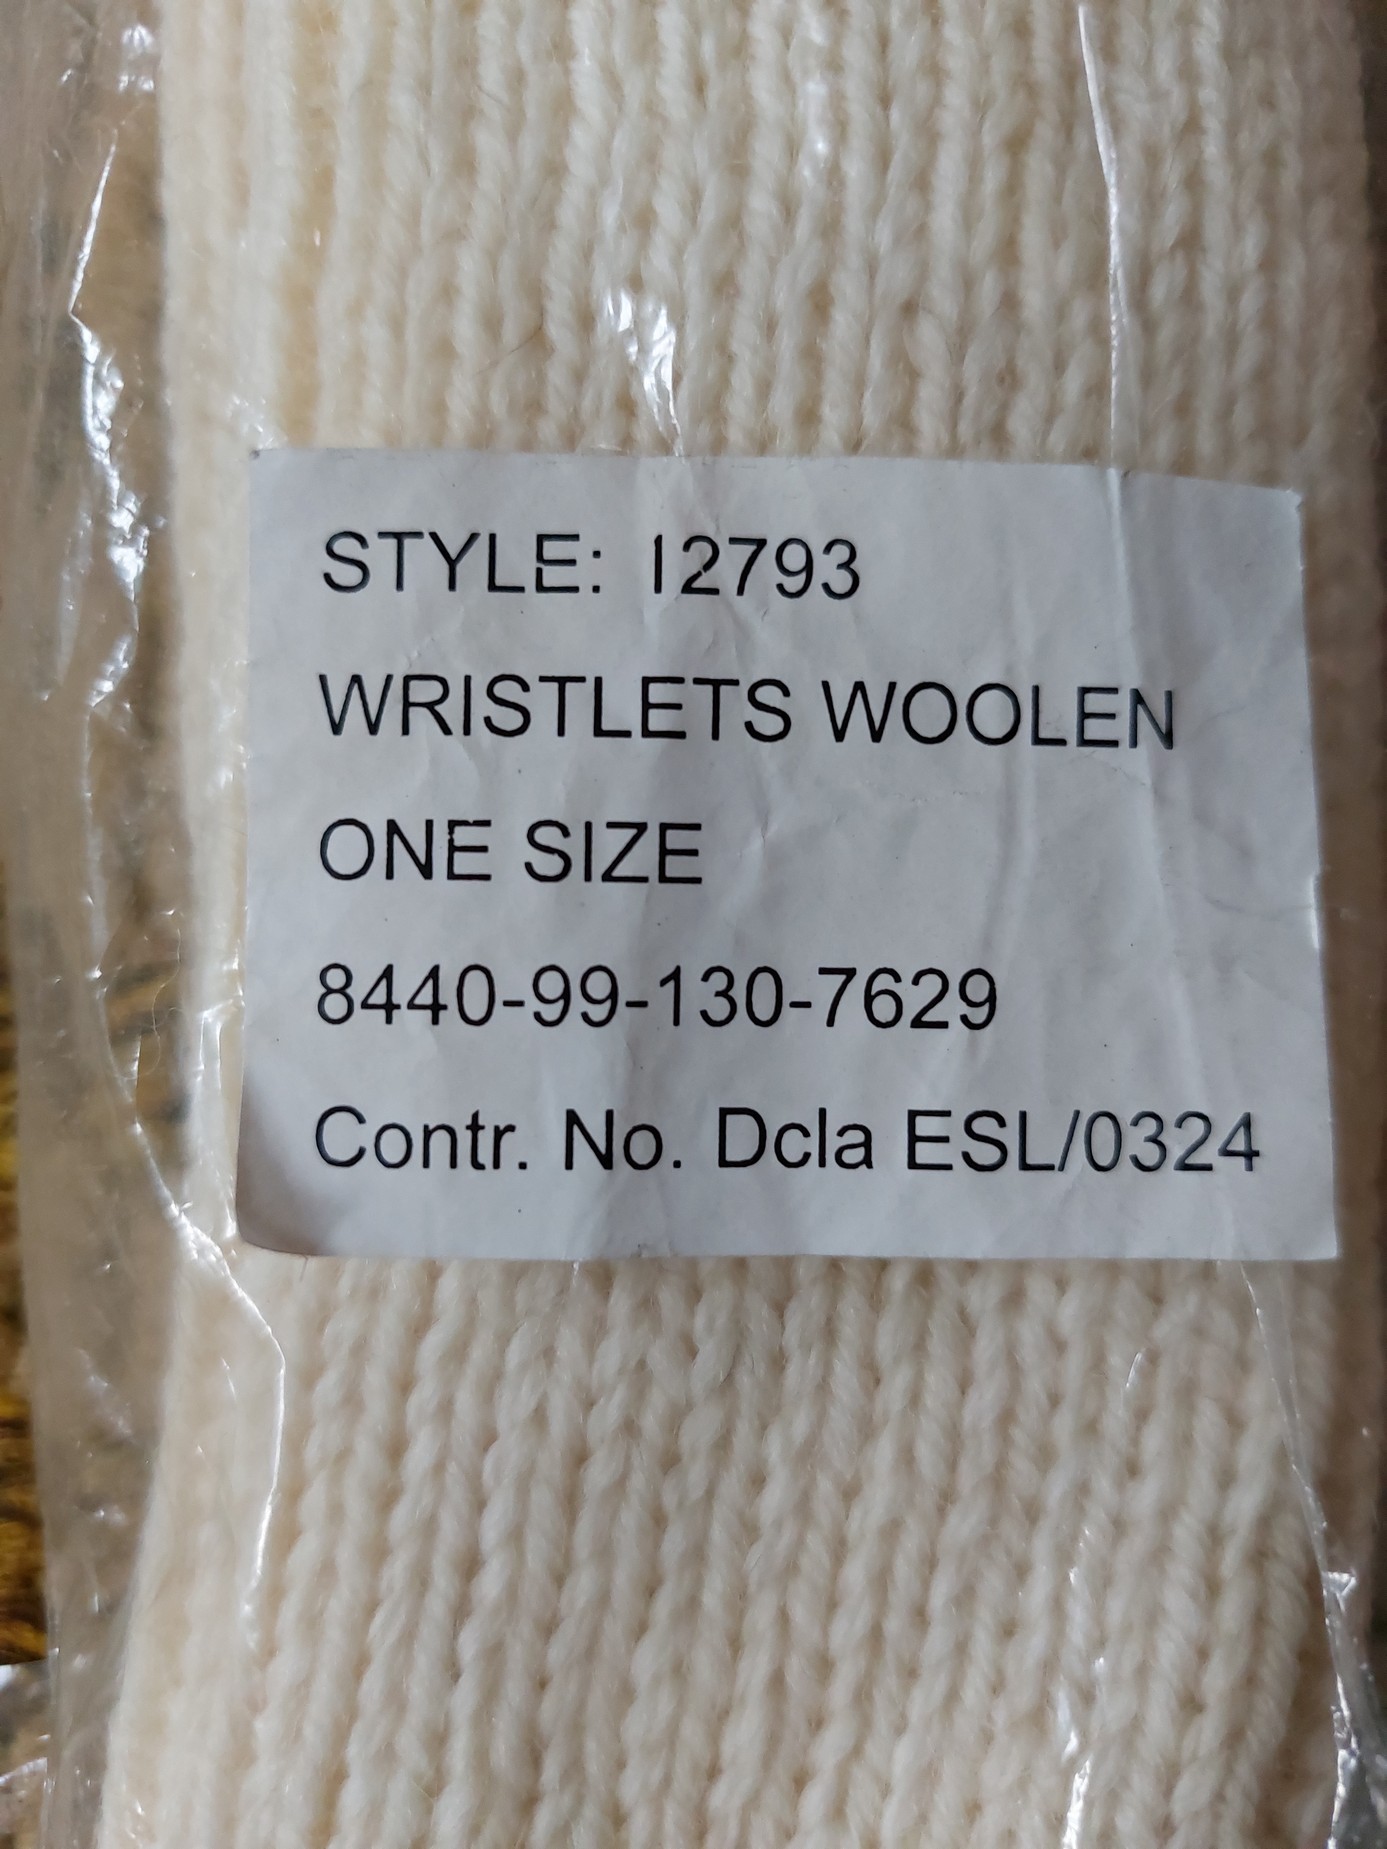 STYLE: 12793
WRISTLETS WOOLEN
ONE SIZE
8440-99-130-7629
Contr. No. Dcla ESL/0324